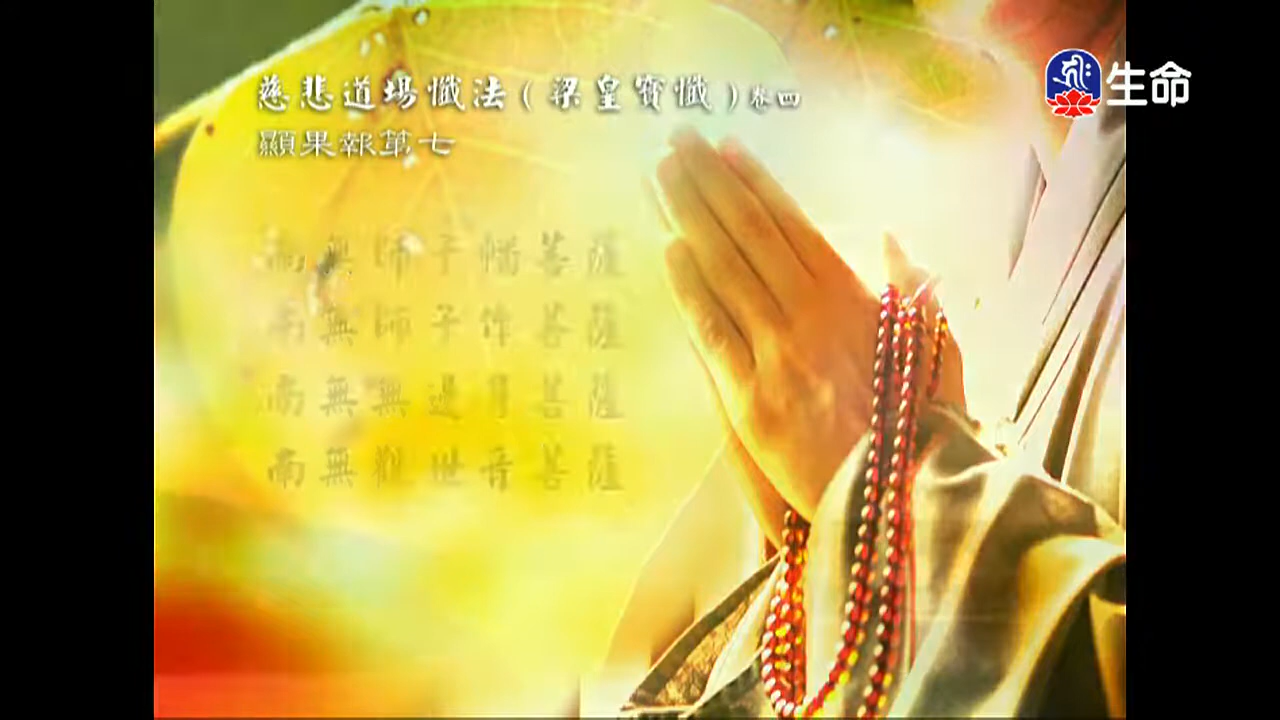 慈悲道場懺法(梁皇寶懺)卷四
生命
顯果報第七
南無師子幡菩薩
南無師子作菩薩
南無無邊身菩薩
南無觀世音菩薩